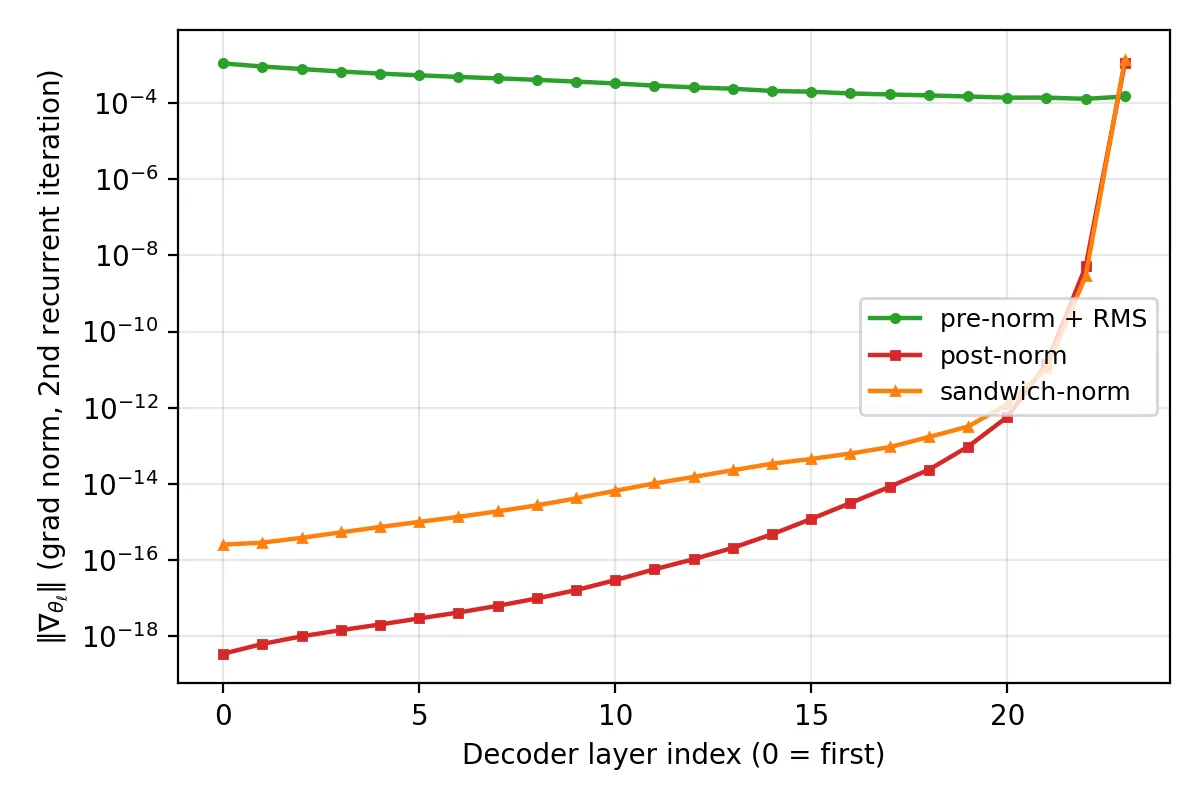 ‖∇θℓ‖ (grad norm, 2nd recurrent iteration)
10⁻⁴
10⁻⁶
10⁻⁸
10⁻¹⁰
10⁻¹²
10⁻¹⁴
10⁻¹⁶
10⁻¹⁸
pre-norm + RMS
post-norm
sandwich-norm
0 5 10 15 20
Decoder layer index (0 = first)